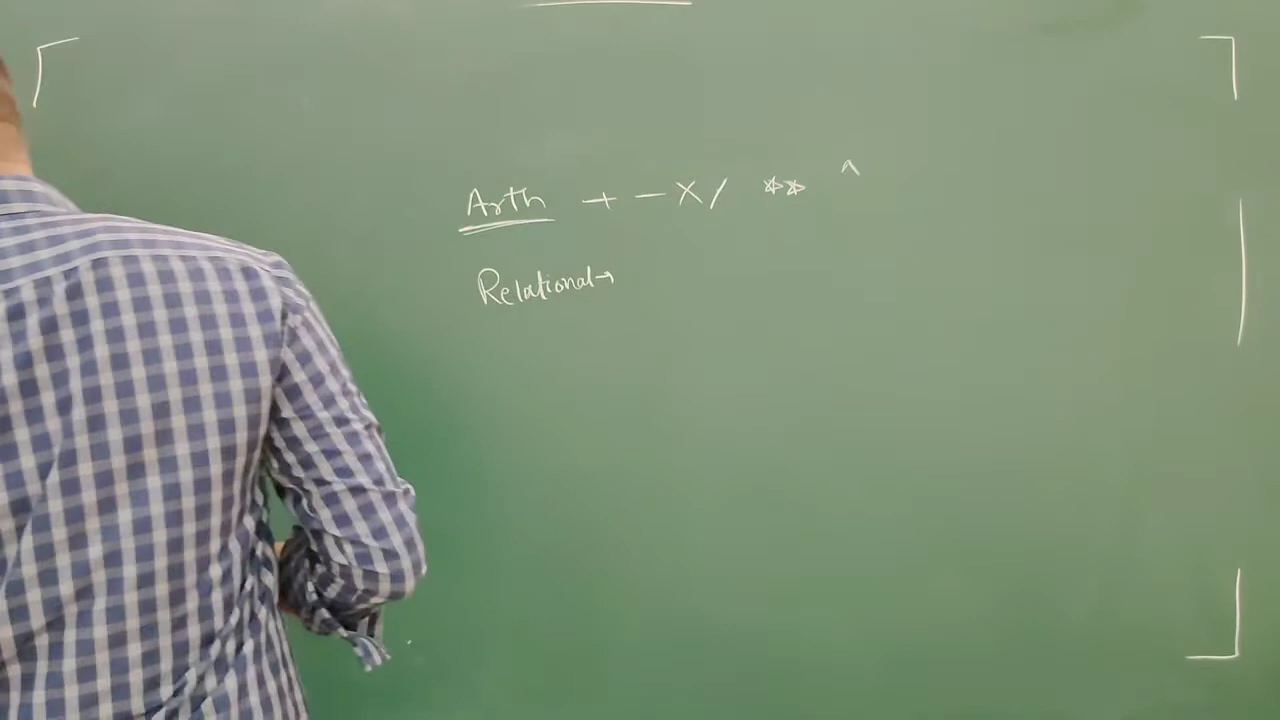 Arth + - × / ** ^
Relational →